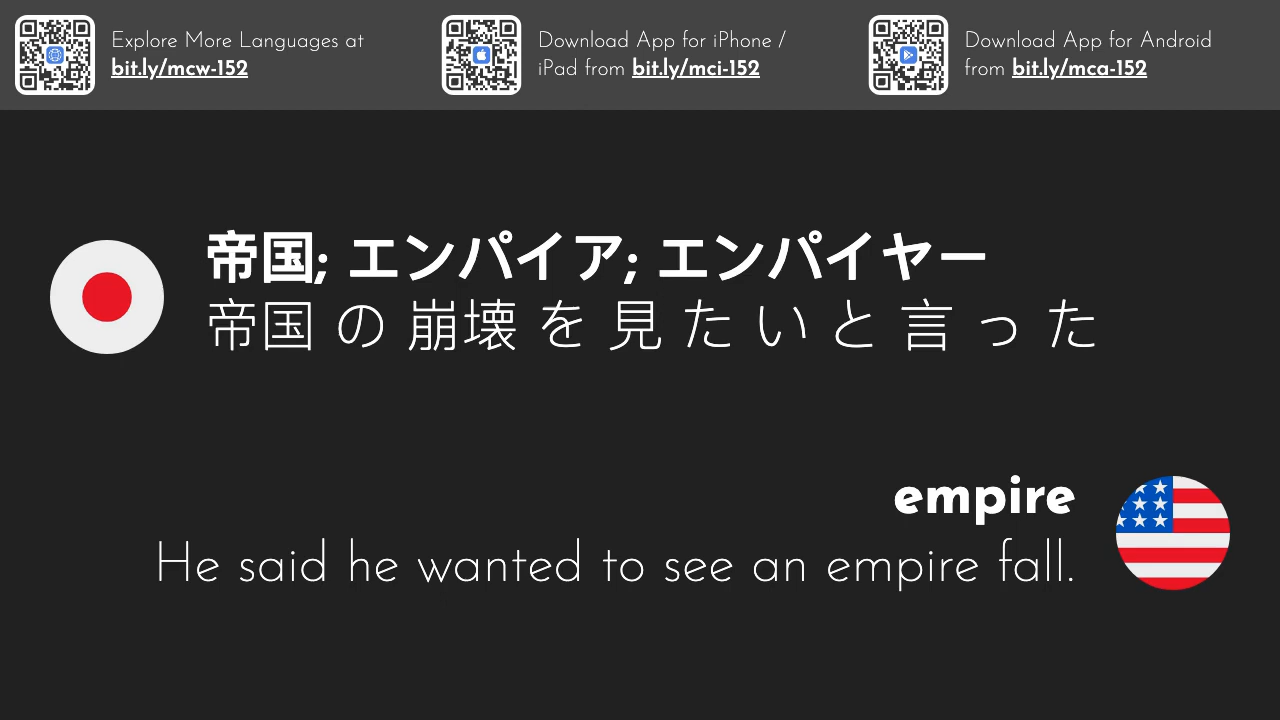 Explore More Languages at
bit.ly/mcw-152
Download App for iPhone /
iPad from bit.ly/mci-152
Download App for Android
from bit.ly/mca-152
帝国; エンパイア; エンパイヤー
帝国 の 崩壊 を 見 た い と 言 っ た
empire
He said he wanted to see an empire fall.